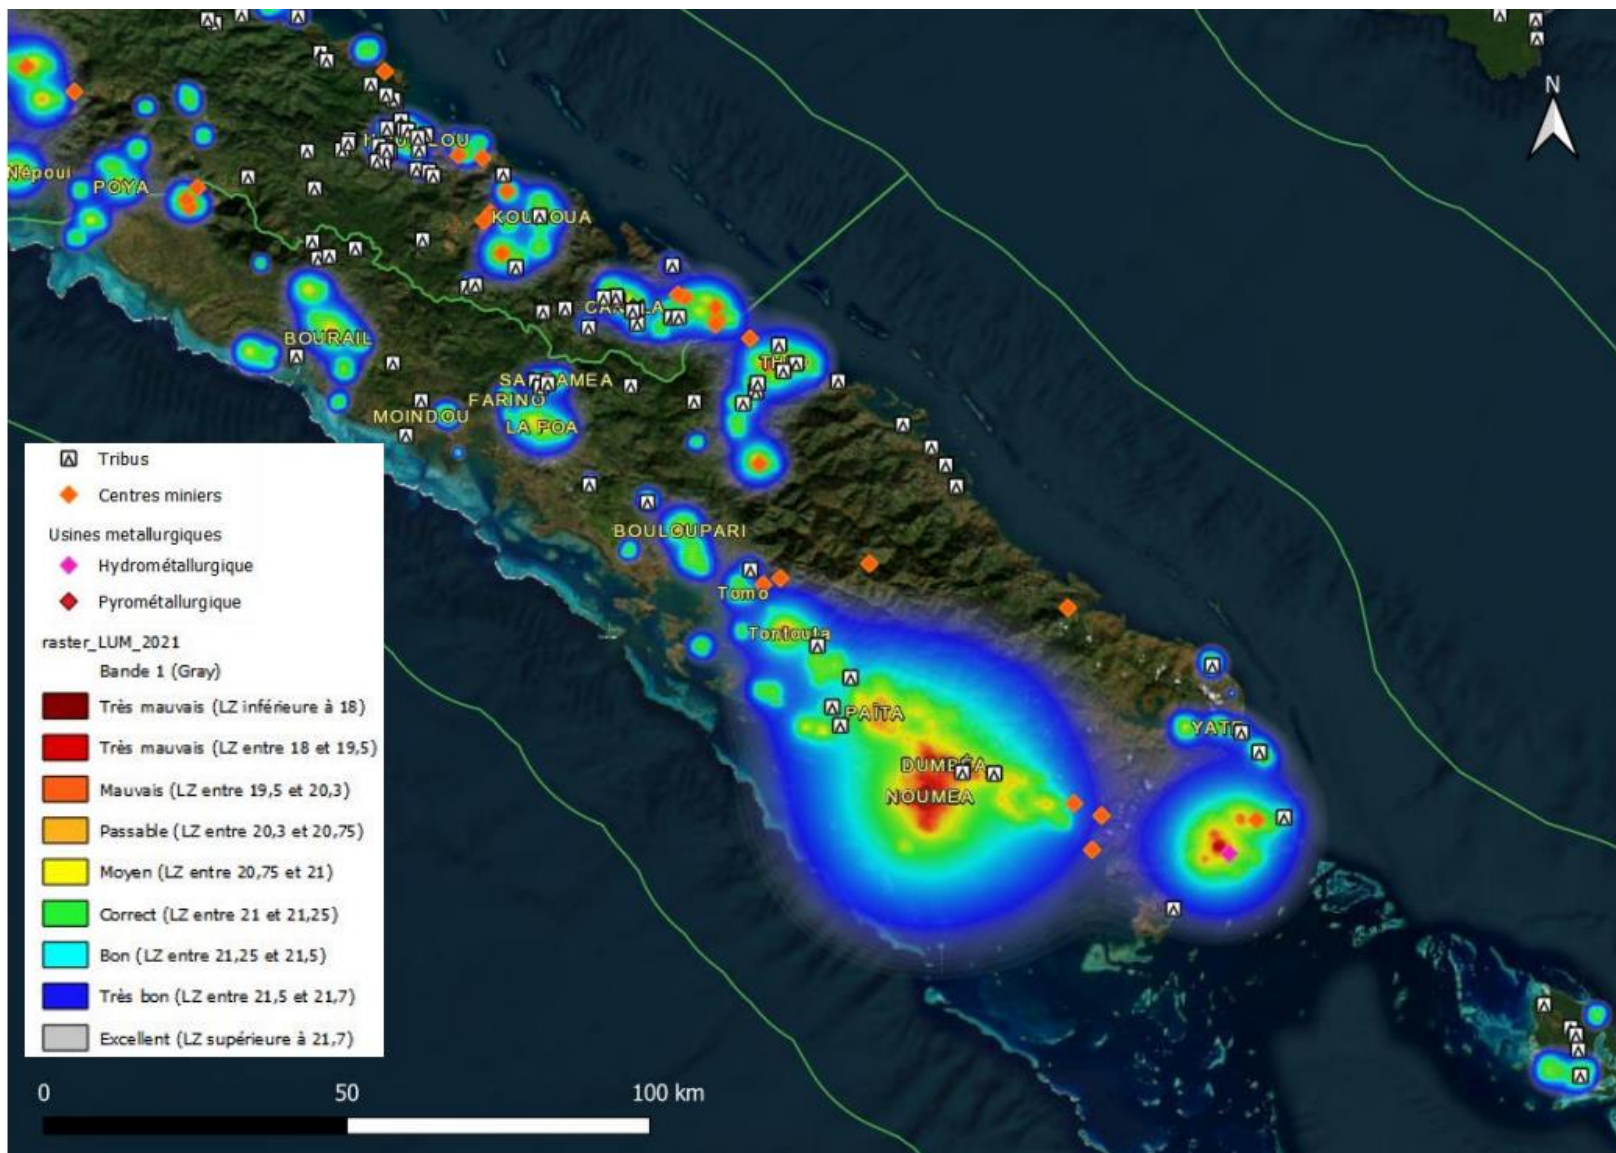 N
Népoui
POYA
CANALA
BOURAIL
SARRAMEA
FARINO
MOINDOU
LA FOA
BOULOUPARI
Tomo
Tontouta
PAÏTA
YATE
DUMBÉA
NOUMEA
Tribus
Centres miniers
Usines metallurgiques
Hydrométallurgique
Pyrométallurgique
raster_LUM_2021
Bande 1 (Gray)
Très mauvais (LZ inférieure à 18)
Très mauvais (LZ entre 18 et 19,5)
Mauvais (LZ entre 19,5 et 20,3)
Passable (LZ entre 20,3 et 20,75)
Moyen (LZ entre 20,75 et 21)
Correct (LZ entre 21 et 21,25)
Bon (LZ entre 21,25 et 21,5)
Très bon (LZ entre 21,5 et 21,7)
Excellent (LZ supérieure à 21,7)
0
50
100 km